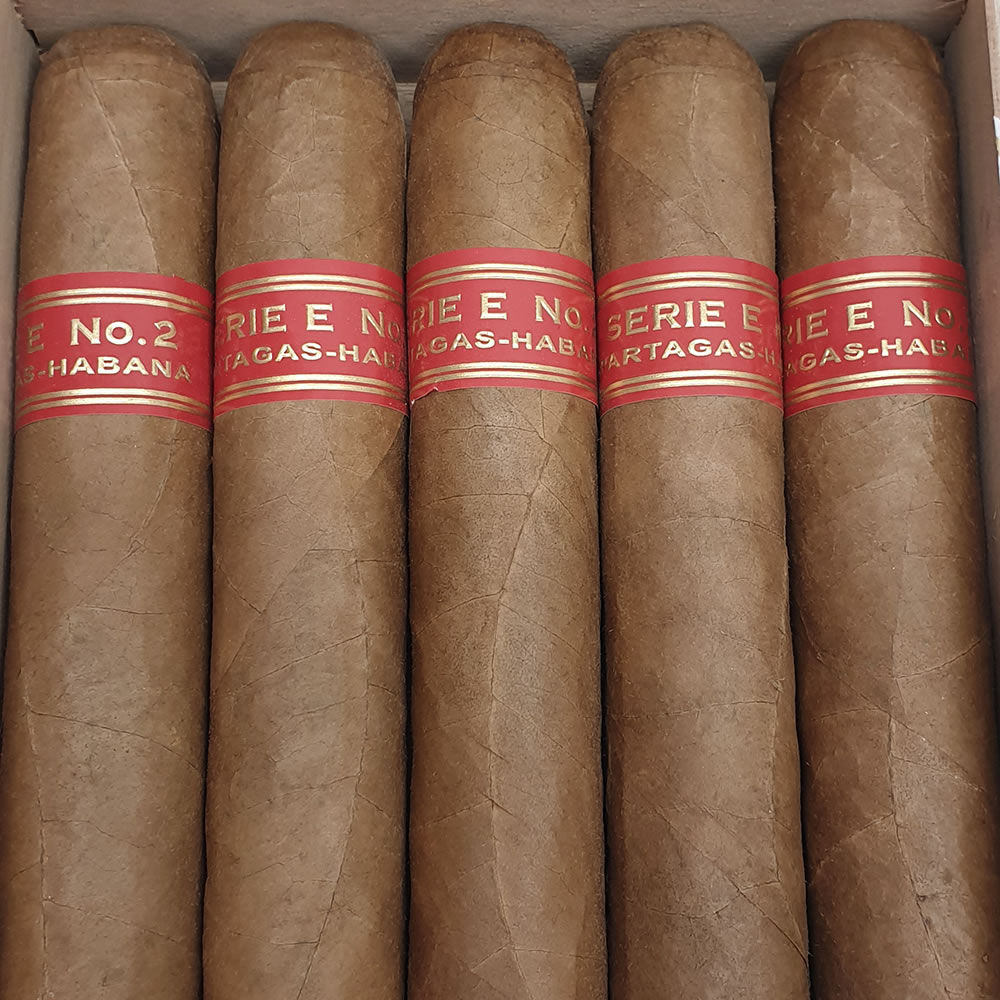 E No.2
AS-HABANA
RIE E No.
TAGAS-HABA
RIE E No.
TAGAS-HABA
SERIE E
PARTAGAS-H
RIE E No.
AGAS-HABA